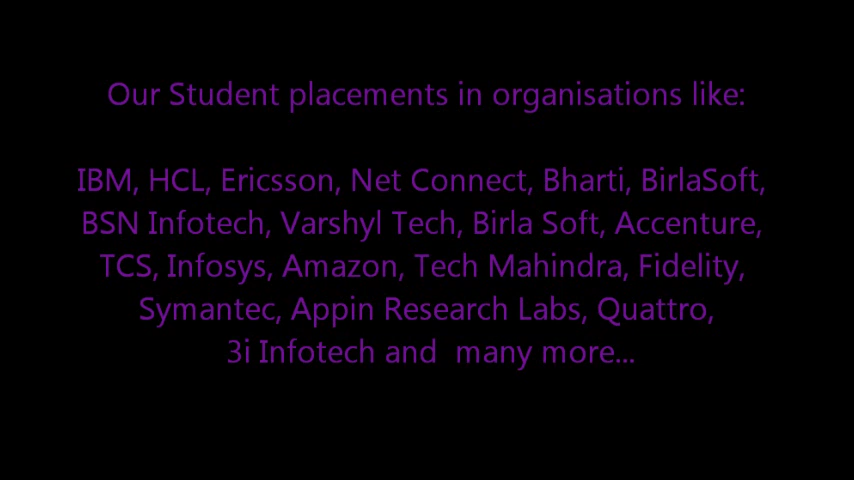 Our Student placements in organisations like:
IBM, HCL, Ericsson, Net Connect, Bharti, BirlaSoft,
BSN Infotech, Varshyl Tech, Birla Soft, Accenture,
TCS, Infosys, Amazon, Tech Mahindra, Fidelity,
Symantec, Appin Research Labs, Quattro,
3i Infotech and  many more...